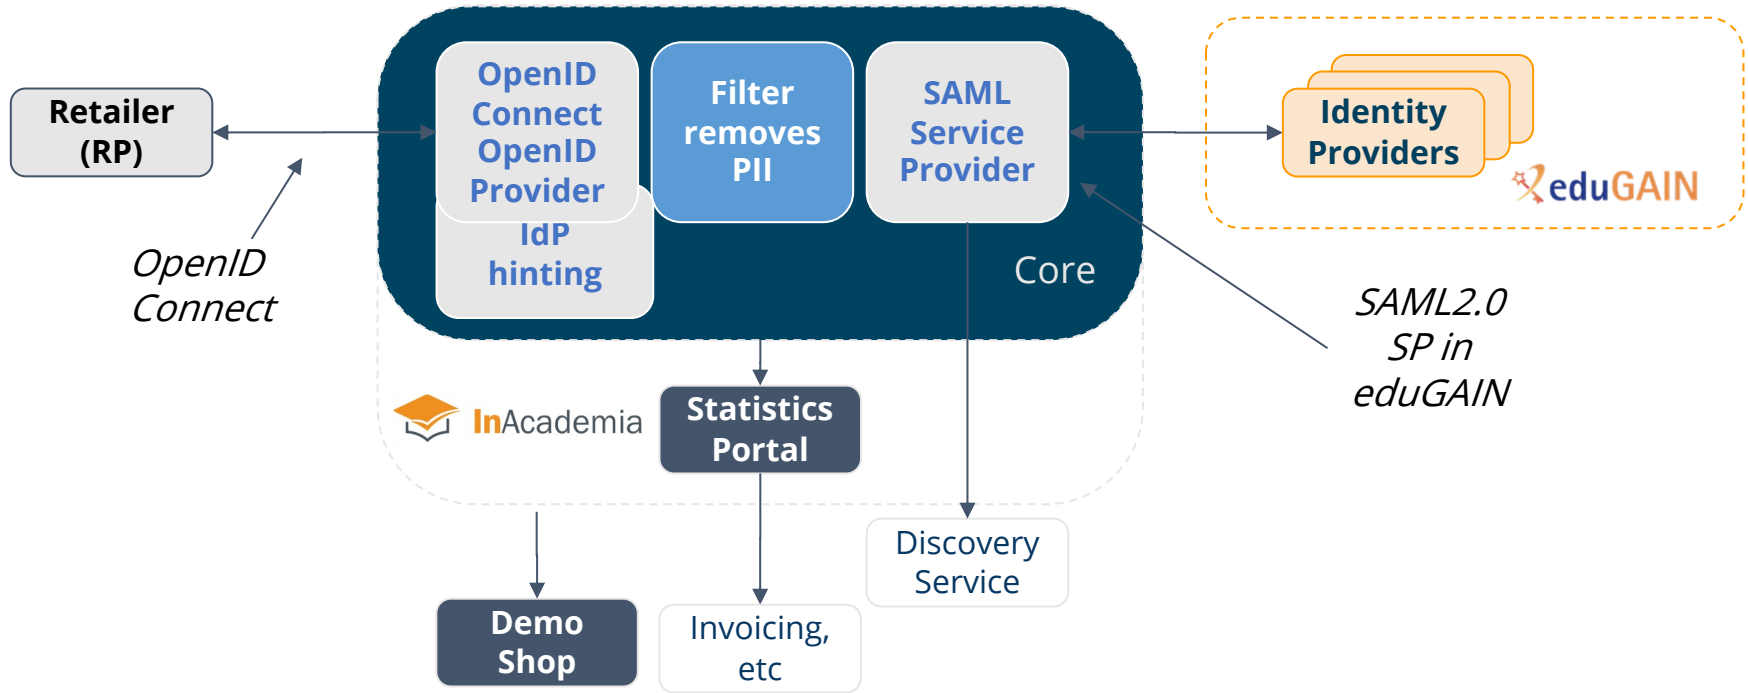 Retailer
(RP)
OpenID
Connect
OpenID
Connect
OpenID
Provider
IdP
hinting
Filter
removes
PII
SAML
Service
Provider
Core
Identity
Providers
eduGAIN
SAML2.0
SP in
eduGAIN
InAcademia
Statistics
Portal
Discovery
Service
Demo
Shop
Invoicing,
etc